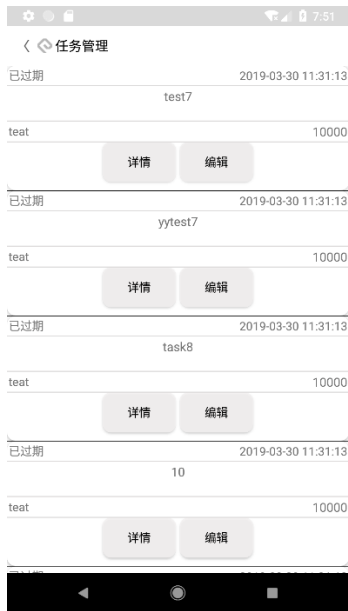 7:51
任务管理
已过期 2019-03-30 11:31:13
test7
teat 10000
详情 编辑
已过期 2019-03-30 11:31:13
yytest7
teat 10000
详情 编辑
已过期 2019-03-30 11:31:13
task8
teat 10000
详情 编辑
已过期 2019-03-30 11:31:13
10
teat 10000
详情 编辑